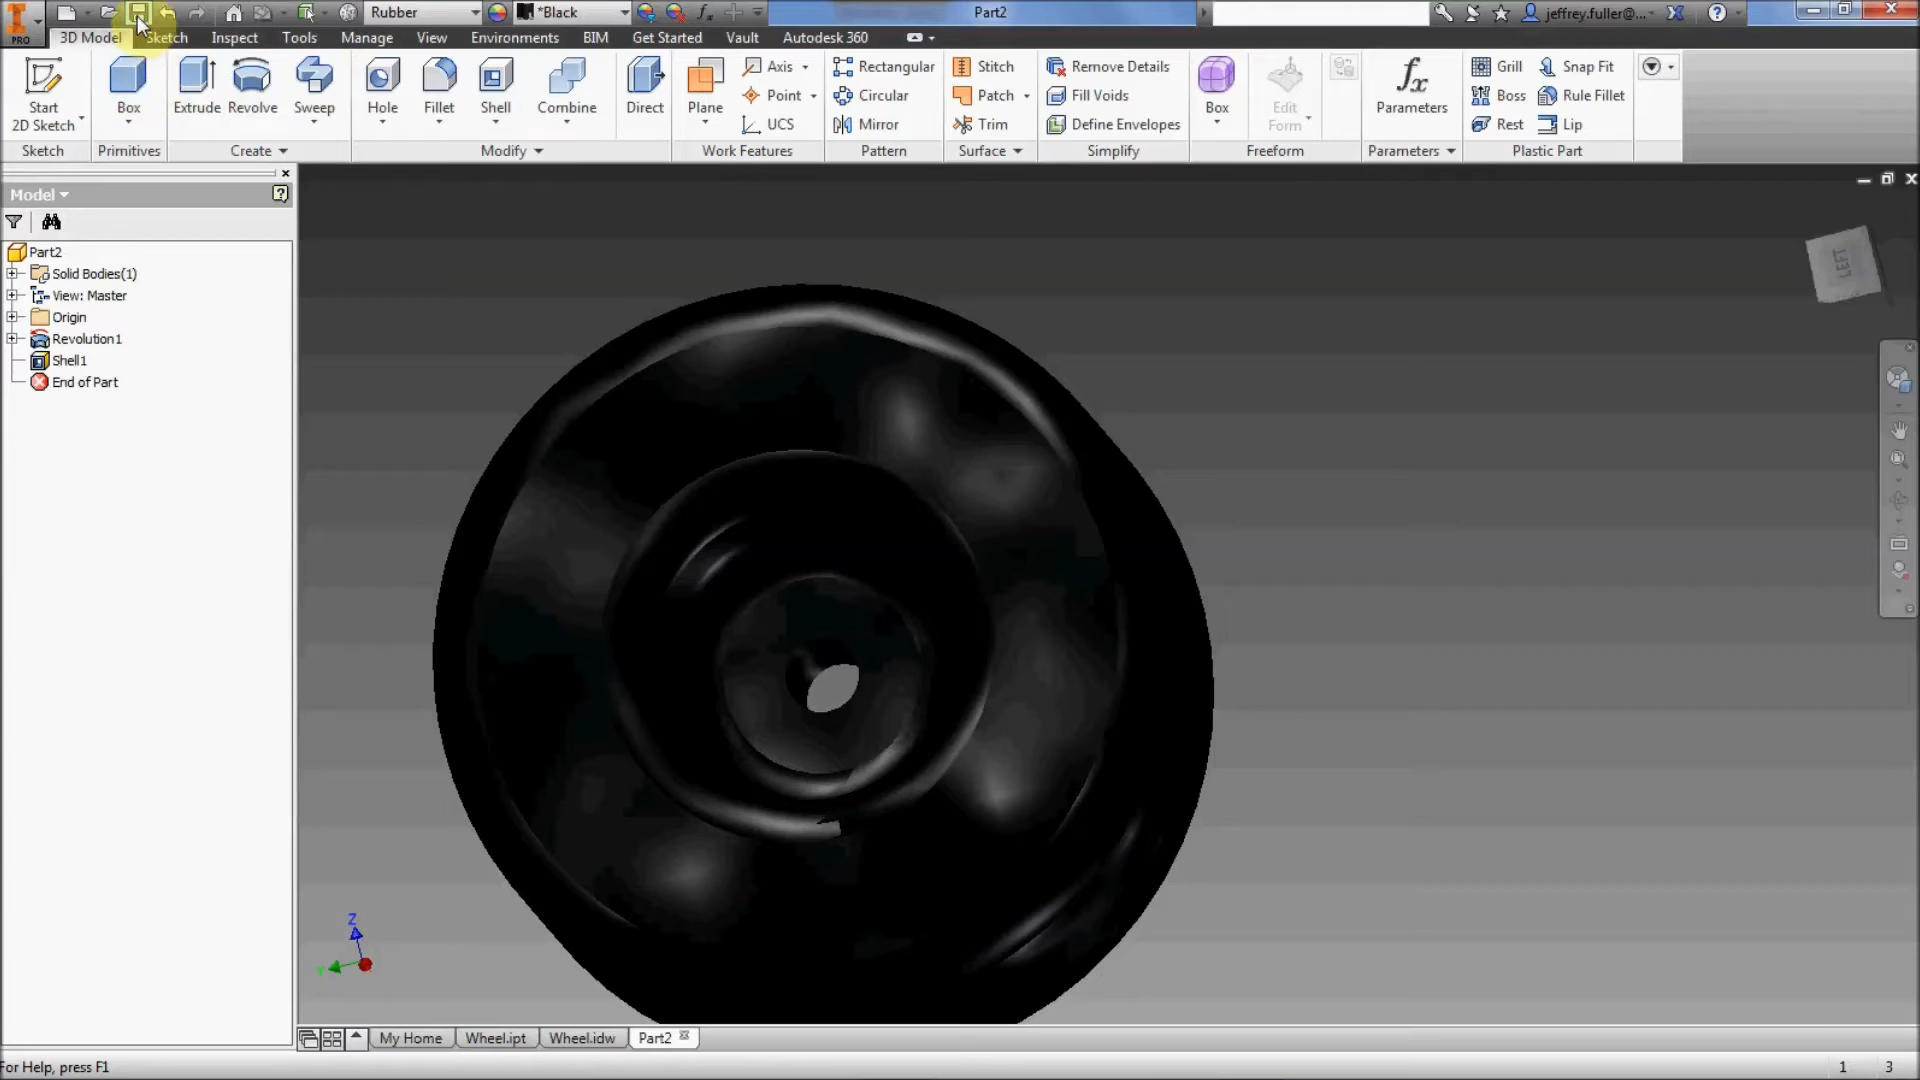 Rubber *Black Part2 jeffrey.fuller@...
PRO 3D Model Sketch Inspect Tools Manage View Environments BIM Get Started Vault Autodesk 360
Start 2D Sketch Box Extrude Revolve Sweep Hole Fillet Shell Combine Direct Plane Box Edit Form Parameters
Axis Rectangular Stitch Remove Details Grill Snap Fit
Point Circular Patch Fill Voids Boss Rule Fillet
UCS Mirror Trim Define Envelopes Rest Lip
Sketch Primitives Create Modify Work Features Pattern Surface Simplify Freeform Parameters Plastic Part
Model
Part2
Solid Bodies(1)
View: Master
Origin
Revolution1
Shell1
End of Part
LEFT
Z
Y
My Home Wheel.ipt Wheel.idw Part2
For Help, press F1 1 3